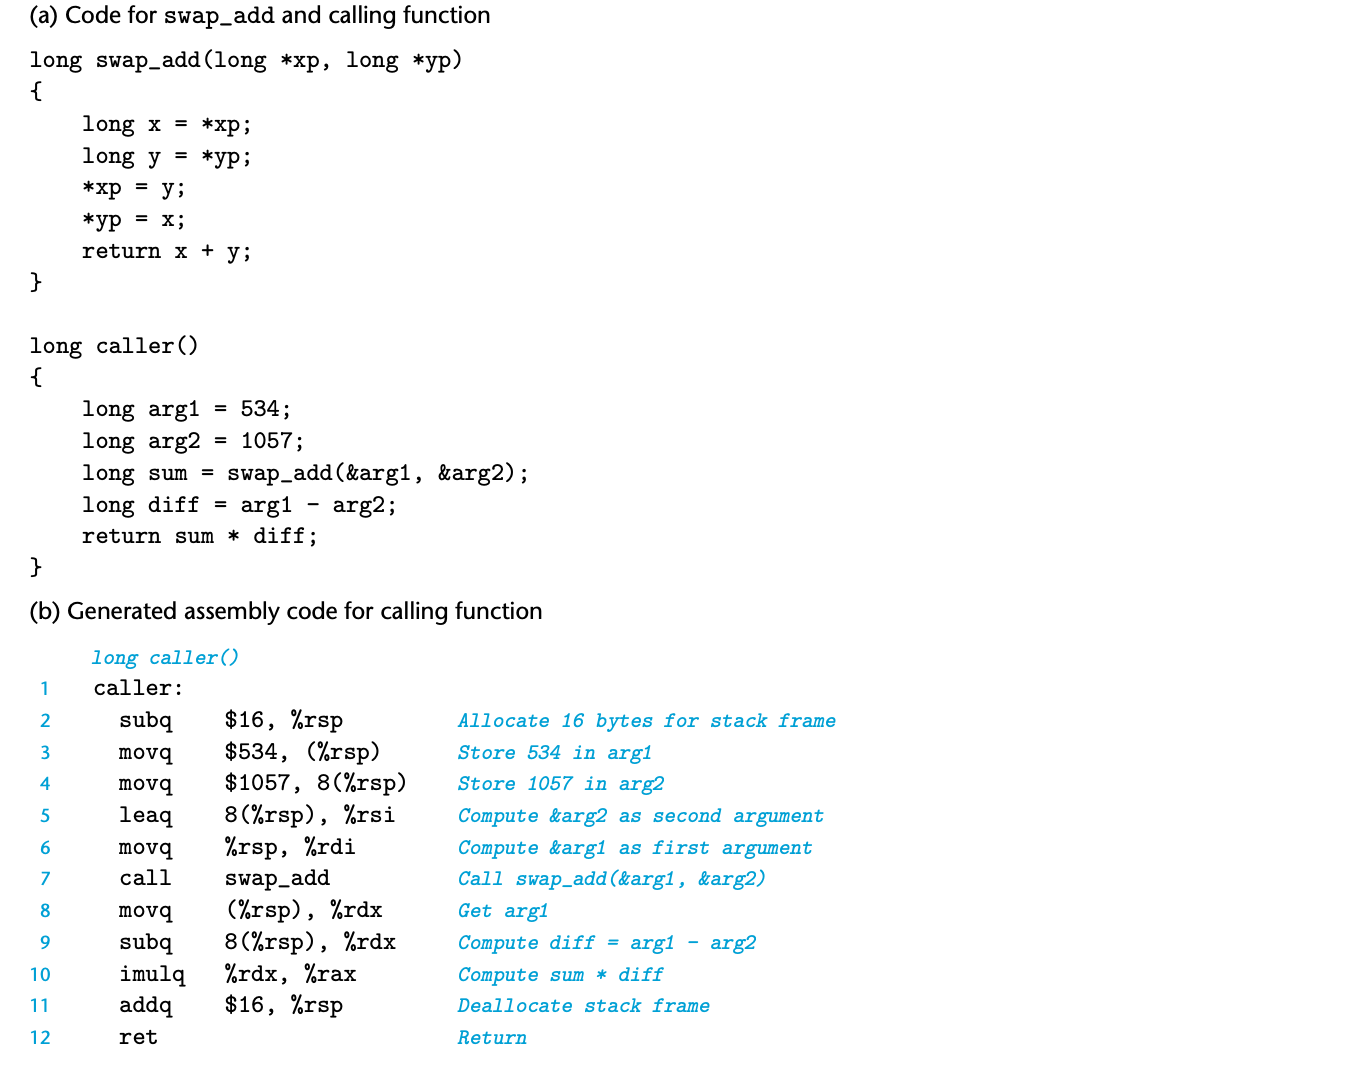 (a) Code for swap_add and calling function
long swap_add(long *xp, long *yp)
{
    long x = *xp;
    long y = *yp;
    *xp = y;
    *yp = x;
    return x + y;
}
long caller()
{
    long arg1 = 534;
    long arg2 = 1057;
    long sum = swap_add(&arg1, &arg2);
    long diff = arg1 - arg2;
    return sum * diff;
}
(b) Generated assembly code for calling function
long caller()
1 caller:
2 subq $16, %rsp Allocate 16 bytes for stack frame
3 movq $534, (%rsp) Store 534 in arg1
4 movq $1057, 8(%rsp) Store 1057 in arg2
5 leaq 8(%rsp), %rsi Compute &arg2 as second argument
6 movq %rsp, %rdi Compute &arg1 as first argument
7 call swap_add Call swap_add(&arg1, &arg2)
8 movq (%rsp), %rdx Get arg1
9 subq 8(%rsp), %rdx Compute diff = arg1 - arg2
10 imulq %rdx, %rax Compute sum * diff
11 addq $16, %rsp Deallocate stack frame
12 ret Return